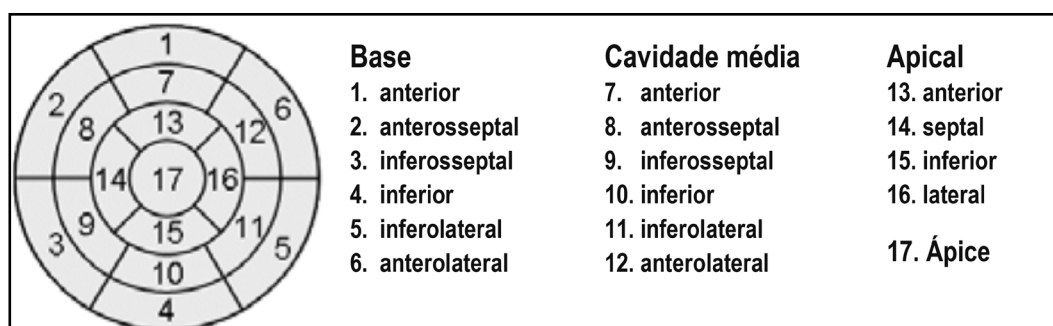 1
7
2
6
8
13
12
14
17
16
9
15
11
3
5
10
4
Base
1. anterior
2. anterosseptal
3. inferosseptal
4. inferior
5. inferolateral
6. anterolateral
Cavidade média
7. anterior
8. anterosseptal
9. inferosseptal
10. inferior
11. inferolateral
12. anterolateral
Apical
13. anterior
14. septal
15. inferior
16. lateral
17. Ápice